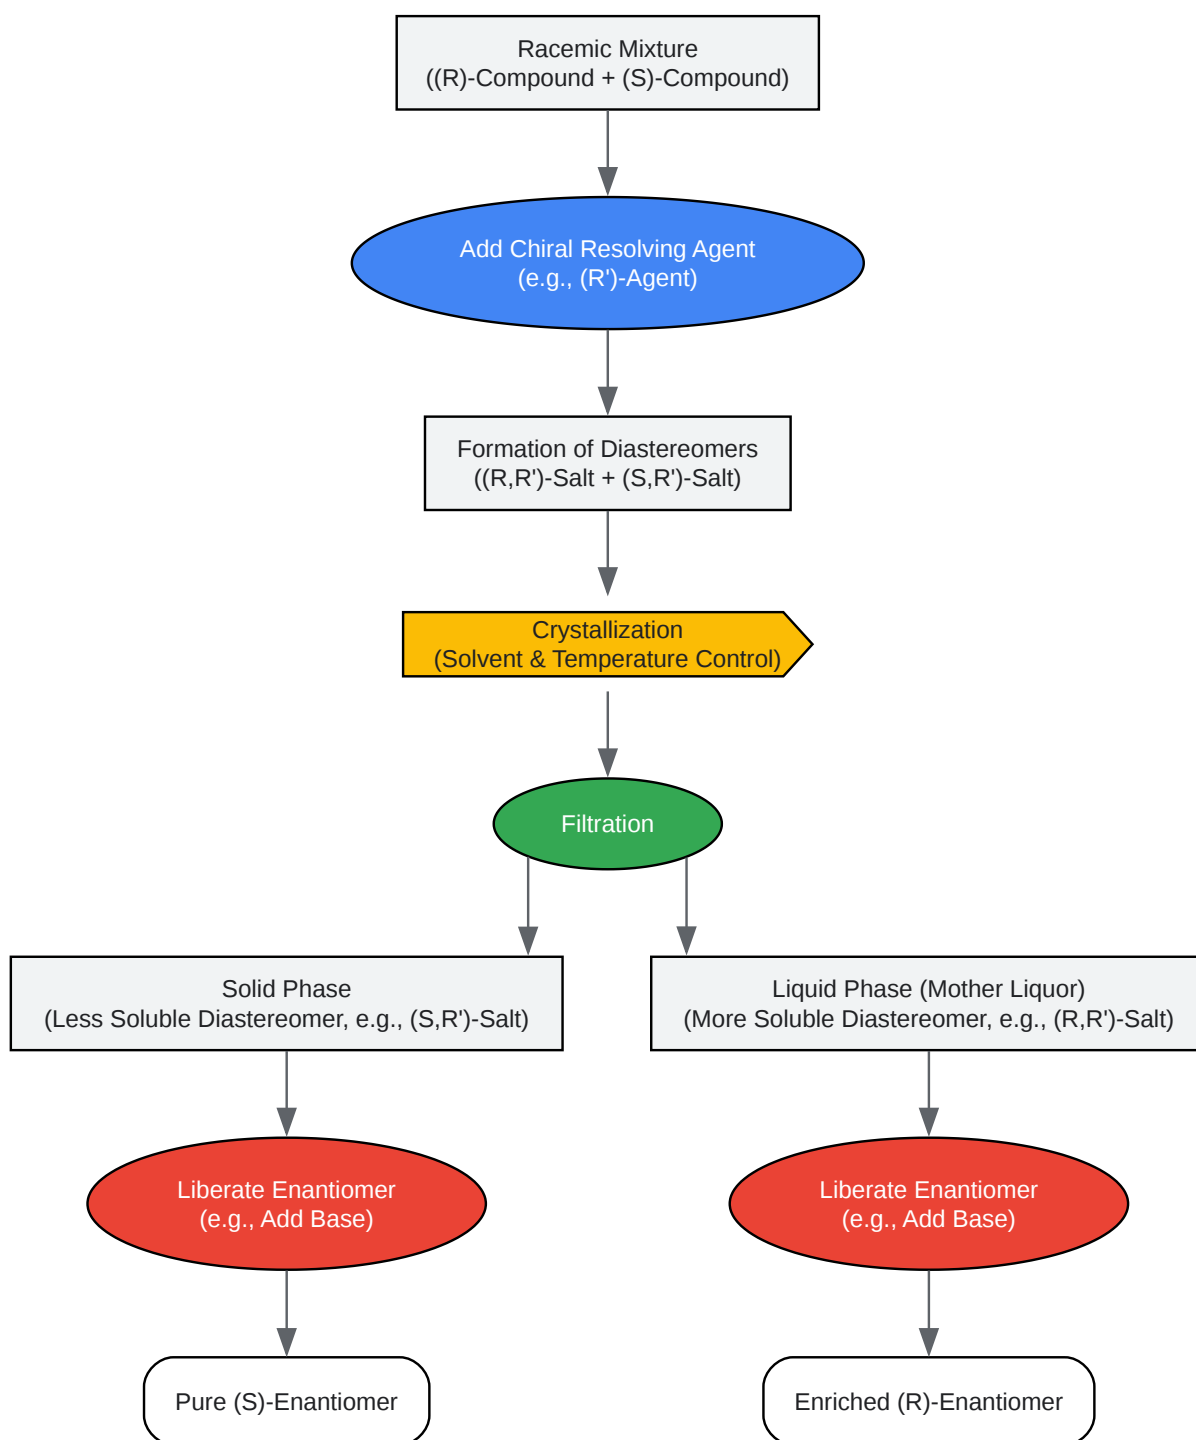 Racemic Mixture
((R)-Compound + (S)-Compound)
Add Chiral Resolving Agent
(e.g., (R')-Agent)
Formation of Diastereomers
((R,R')-Salt + (S,R')-Salt)
Crystallization
(Solvent & Temperature Control)
Filtration
Solid Phase
(Less Soluble Diastereomer, e.g., (S,R')-Salt)
Liquid Phase (Mother Liquor)
(More Soluble Diastereomer, e.g., (R,R')-Salt)
Liberate Enantiomer
(e.g., Add Base)
Liberate Enantiomer
(e.g., Add Base)
Pure (S)-Enantiomer
Enriched (R)-Enantiomer